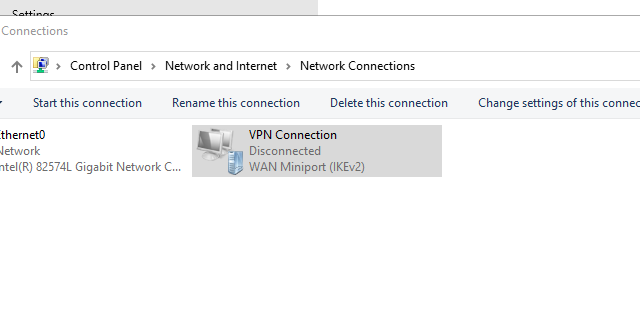 Settings
Connections
Control Panel > Network and Internet > Network Connections
Start this connection Rename this connection Delete this connection Change settings of this connec
thernet0
Network
ntel(R) 82574L Gigabit Network C...
VPN Connection
Disconnected
WAN Miniport (IKEv2)